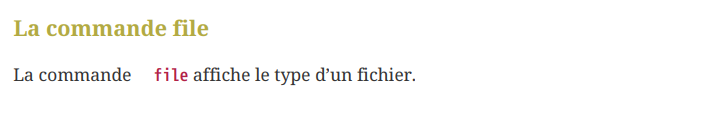 La commande file
La commande file affiche le type d’un fichier.